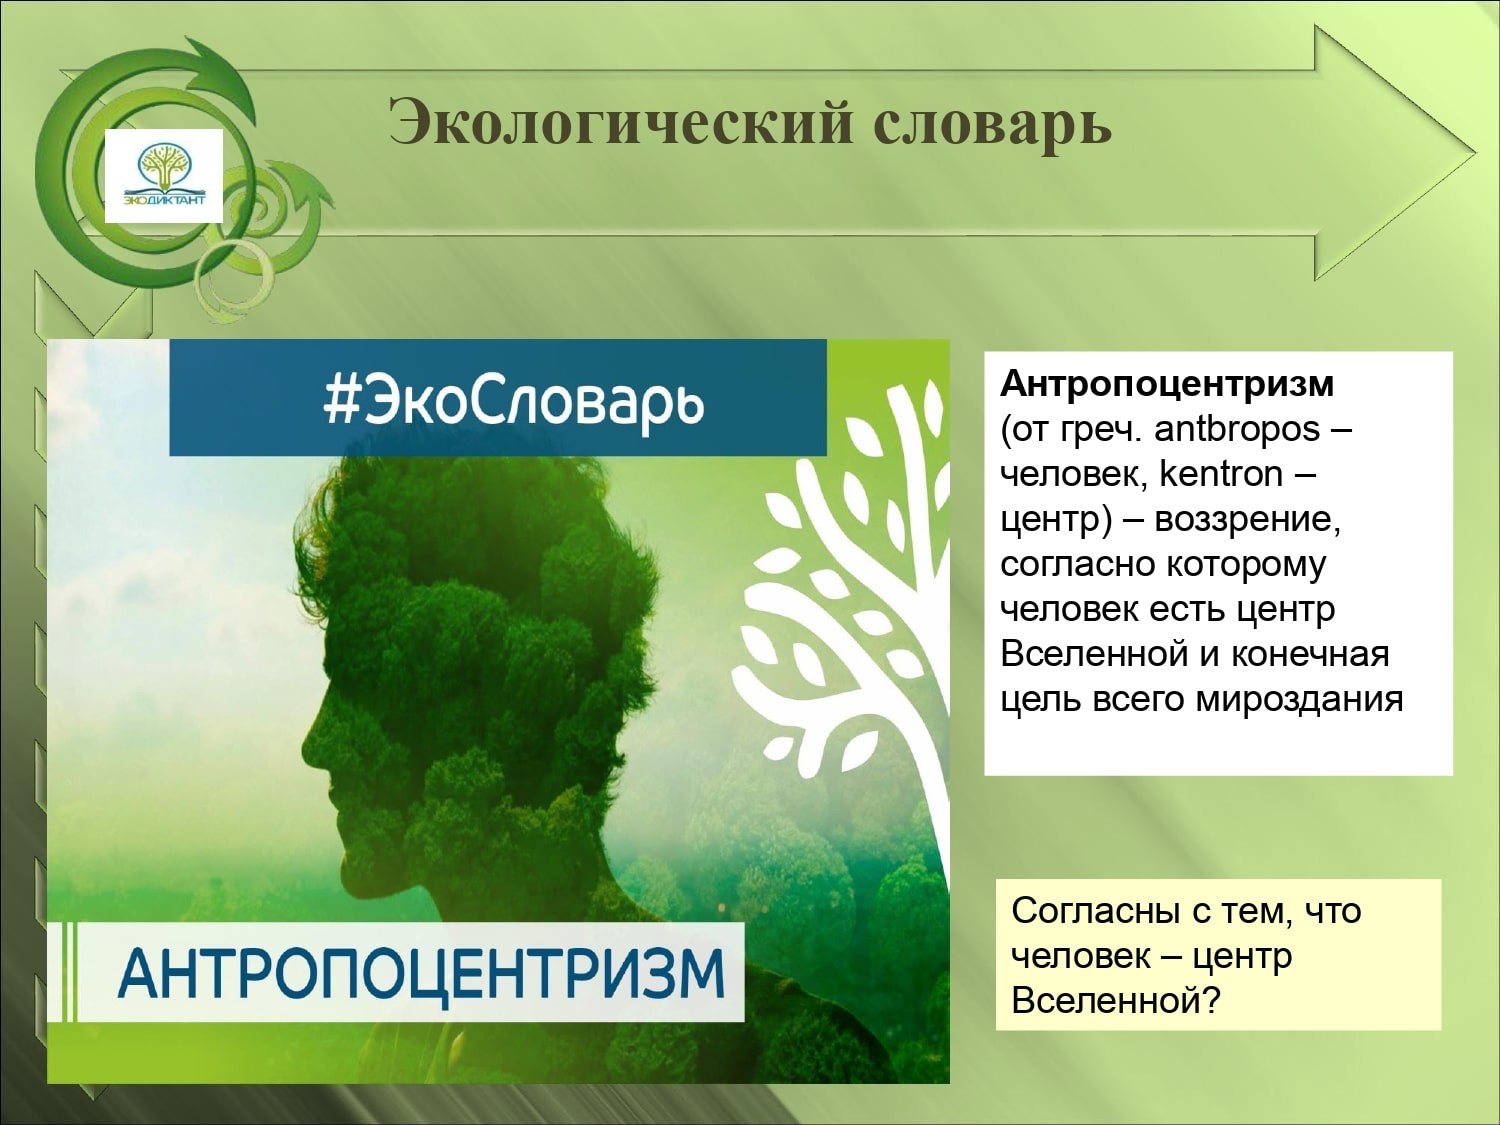 Экологический словарь
ЭКОДИКТАНТ
#ЭкоСловарь
АНТРОПОЦЕНТРИЗМ
Антропоцентризм
(от греч. antbropos –
человек, kentron –
центр) – воззрение,
согласно которому
человек есть центр
Вселенной и конечная
цель всего мироздания
Согласны с тем, что
человек – центр
Вселенной?